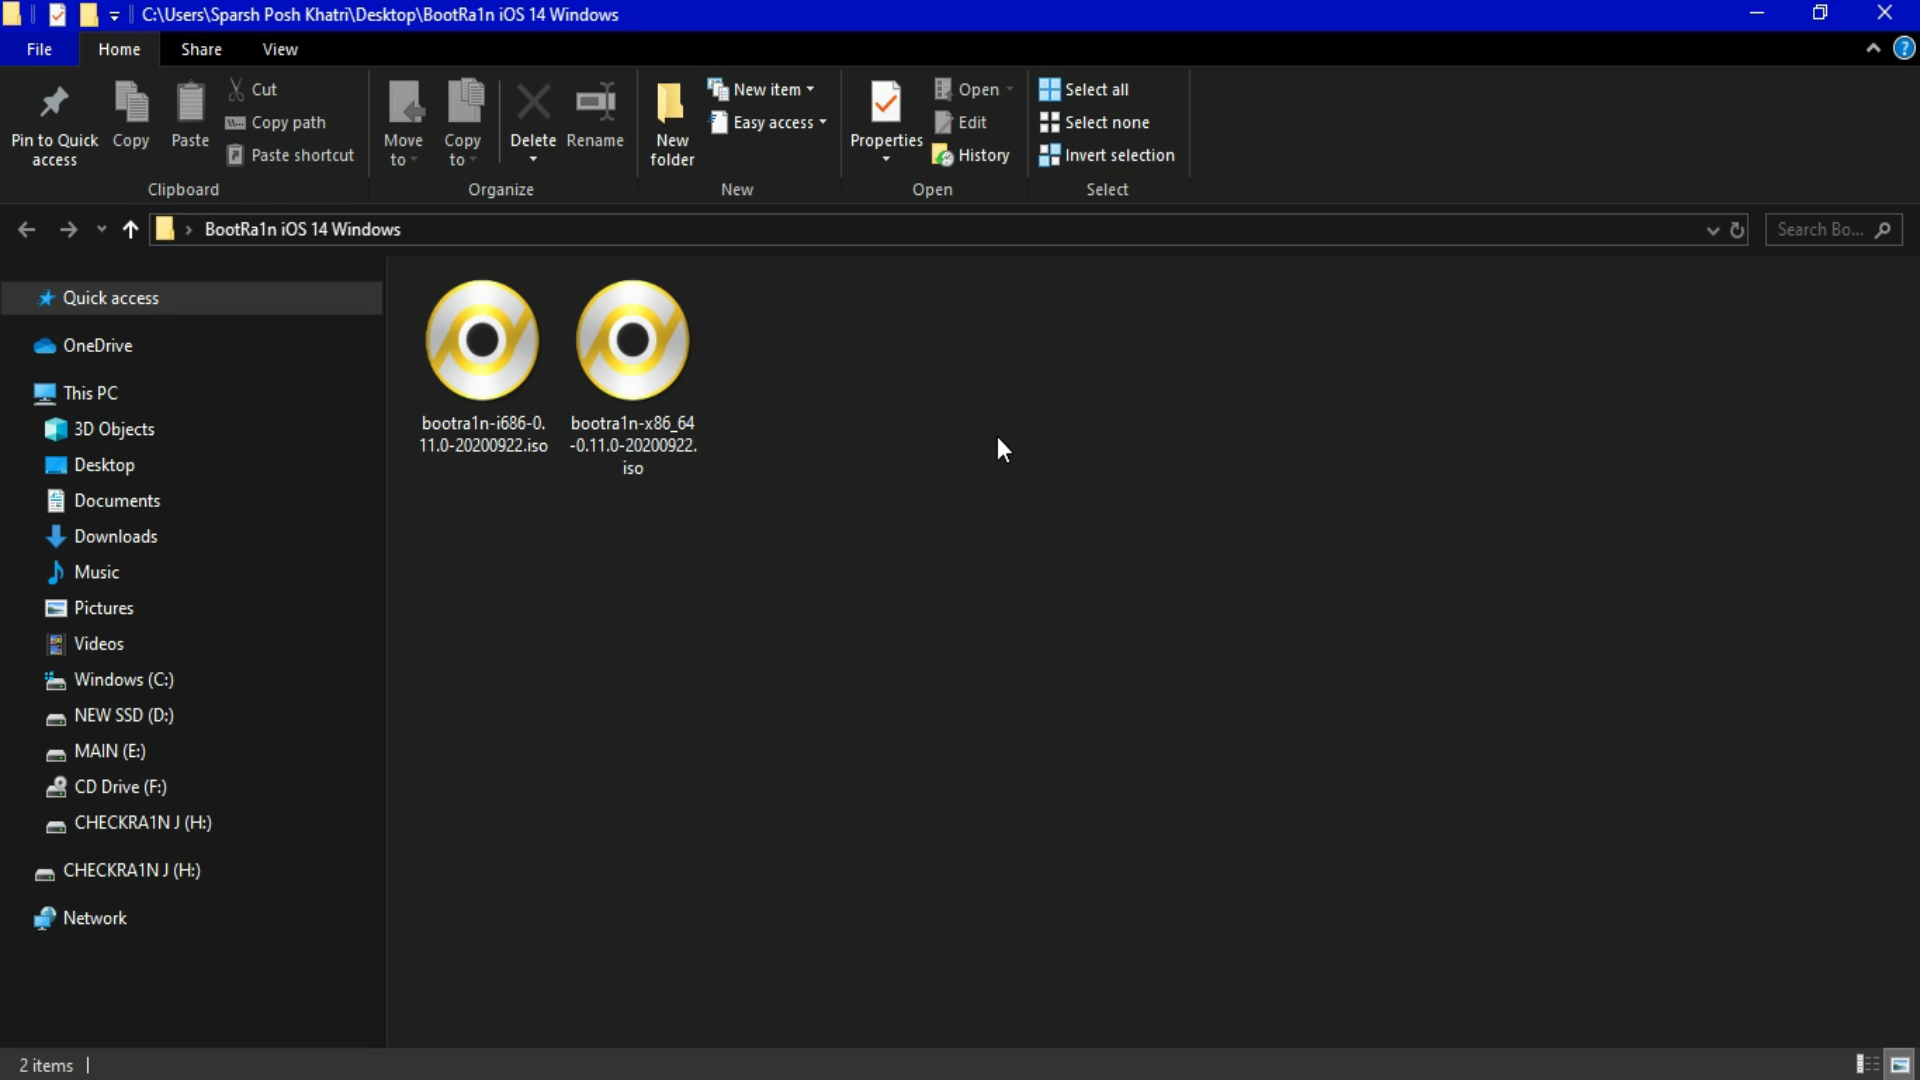 C:\Users\Sparsh Posh Khatri\Desktop\BootRa1n iOS 14 Windows
File Home Share View
Pin to Quick access
Copy
Paste
Cut
Copy path
Paste shortcut
Clipboard
Move to
Copy to
Delete
Rename
Organize
New folder
New item
Easy access
New
Properties
Open
Edit
History
Open
Select all
Select none
Invert selection
Select
BootRa1n iOS 14 Windows
Search Bo...
Quick access
OneDrive
This PC
3D Objects
Desktop
Documents
Downloads
Music
Pictures
Videos
Windows (C:)
NEW SSD (D:)
MAIN (E:)
CD Drive (F:)
CHECKRA1N J (H:)
CHECKRA1N J (H:)
Network
bootra1n-i686-0.
11.0-20200922.iso
bootra1n-x86_64
-0.11.0-20200922.
iso
2 items